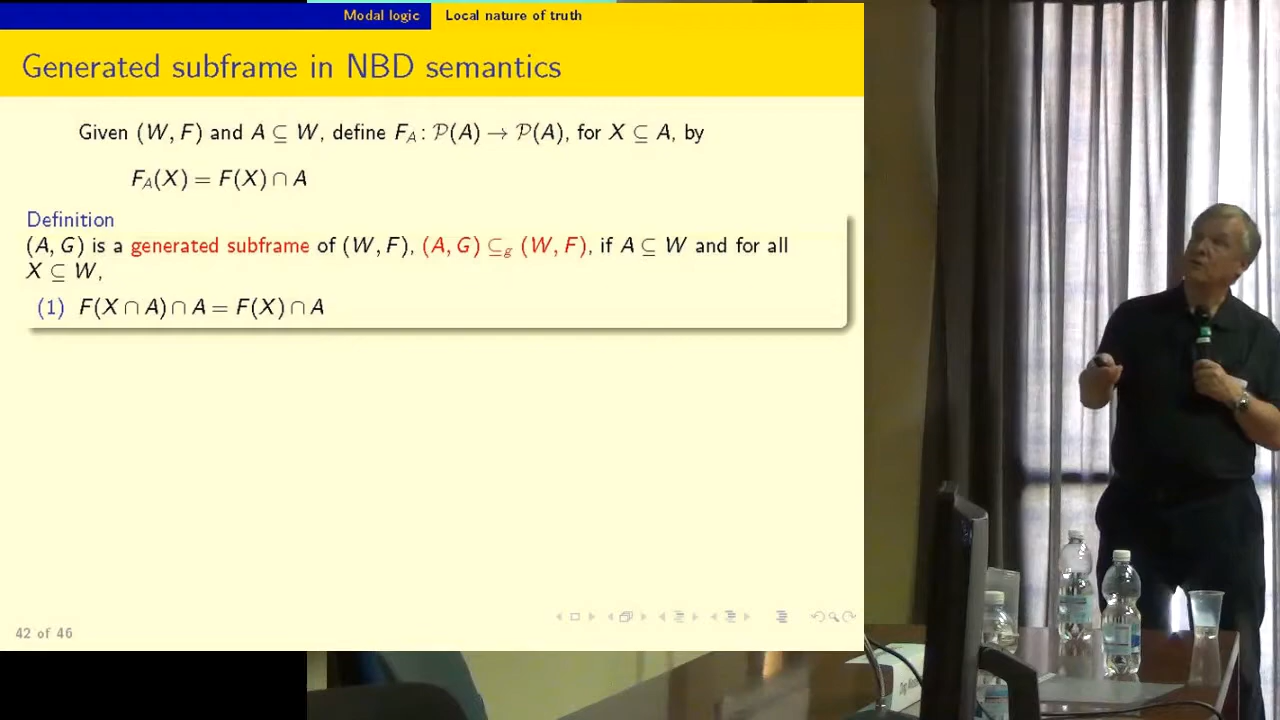 Modal logic Local nature of truth
Generated subframe in NBD semantics
Given (W, F) and A ⊆ W, define F_A : 𝒫(A) → 𝒫(A), for X ⊆ A, by
F_A(X) = F(X) ∩ A
Definition
(A, G) is a generated subframe of (W, F), (A, G) ⊆_g (W, F), if A ⊆ W and for all
X ⊆ W,
(1) F(X ∩ A) ∩ A = F(X) ∩ A
42 of 46